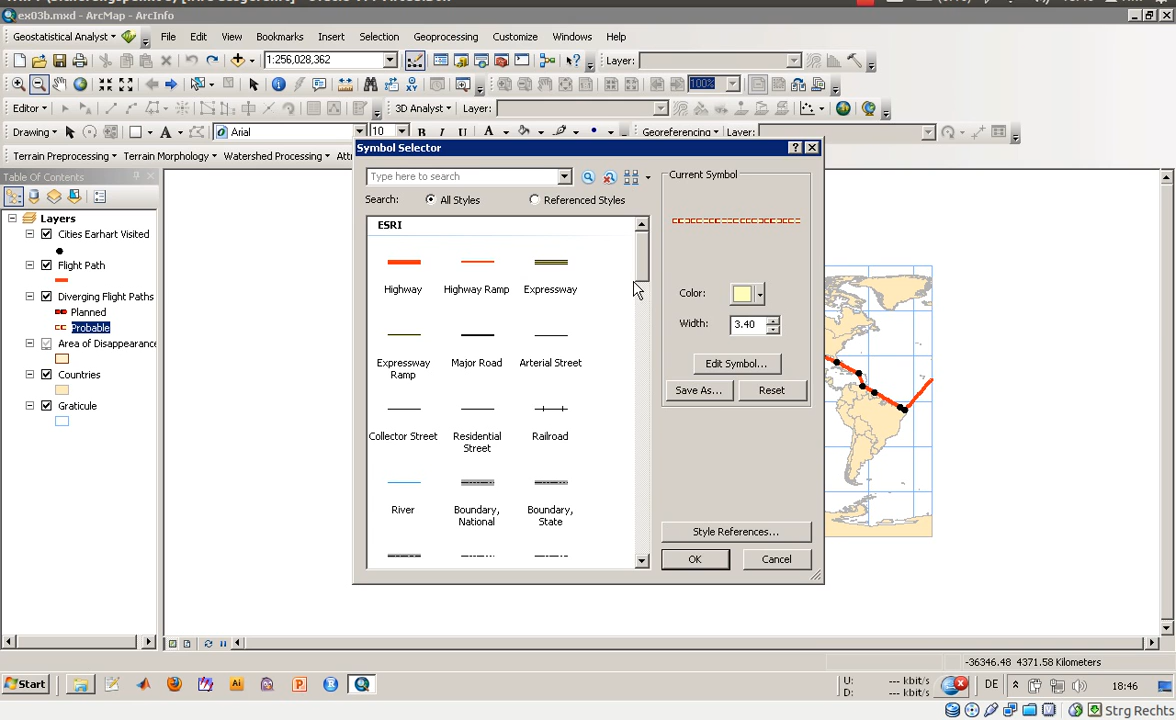 ex03b.mxd - ArcMap - ArcInfo
Geostatistical Analyst File Edit View Bookmarks Insert Selection Geoprocessing Customize Windows Help
1:256,028,362 Layer:
100%
Editor 3D Analyst Layer:
Drawing Arial 10 B I U A Georeferencing Layer:
Terrain Preprocessing Terrain Morphology Watershed Processing
Symbol Selector
Table Of Contents
Type here to search
Current Symbol
Search: All Styles Referenced Styles
Layers
ESRI
Cities Earhart Visited
Flight Path
Highway Highway Ramp Expressway
Color:
Diverging Flight Paths
Planned
Width: 3.40
Probable
Area of Disappearance
Expressway Ramp Major Road Arterial Street
Edit Symbol...
Countries
Save As... Reset
Graticule
Collector Street Residential Street Railroad
River Boundary, National Boundary, State
Style References...
OK Cancel
-36346.48 4371.58 Kilometers
Start
U: --- kbit/s
D: --- kbit/s
DE
18:46
Strg Rechts